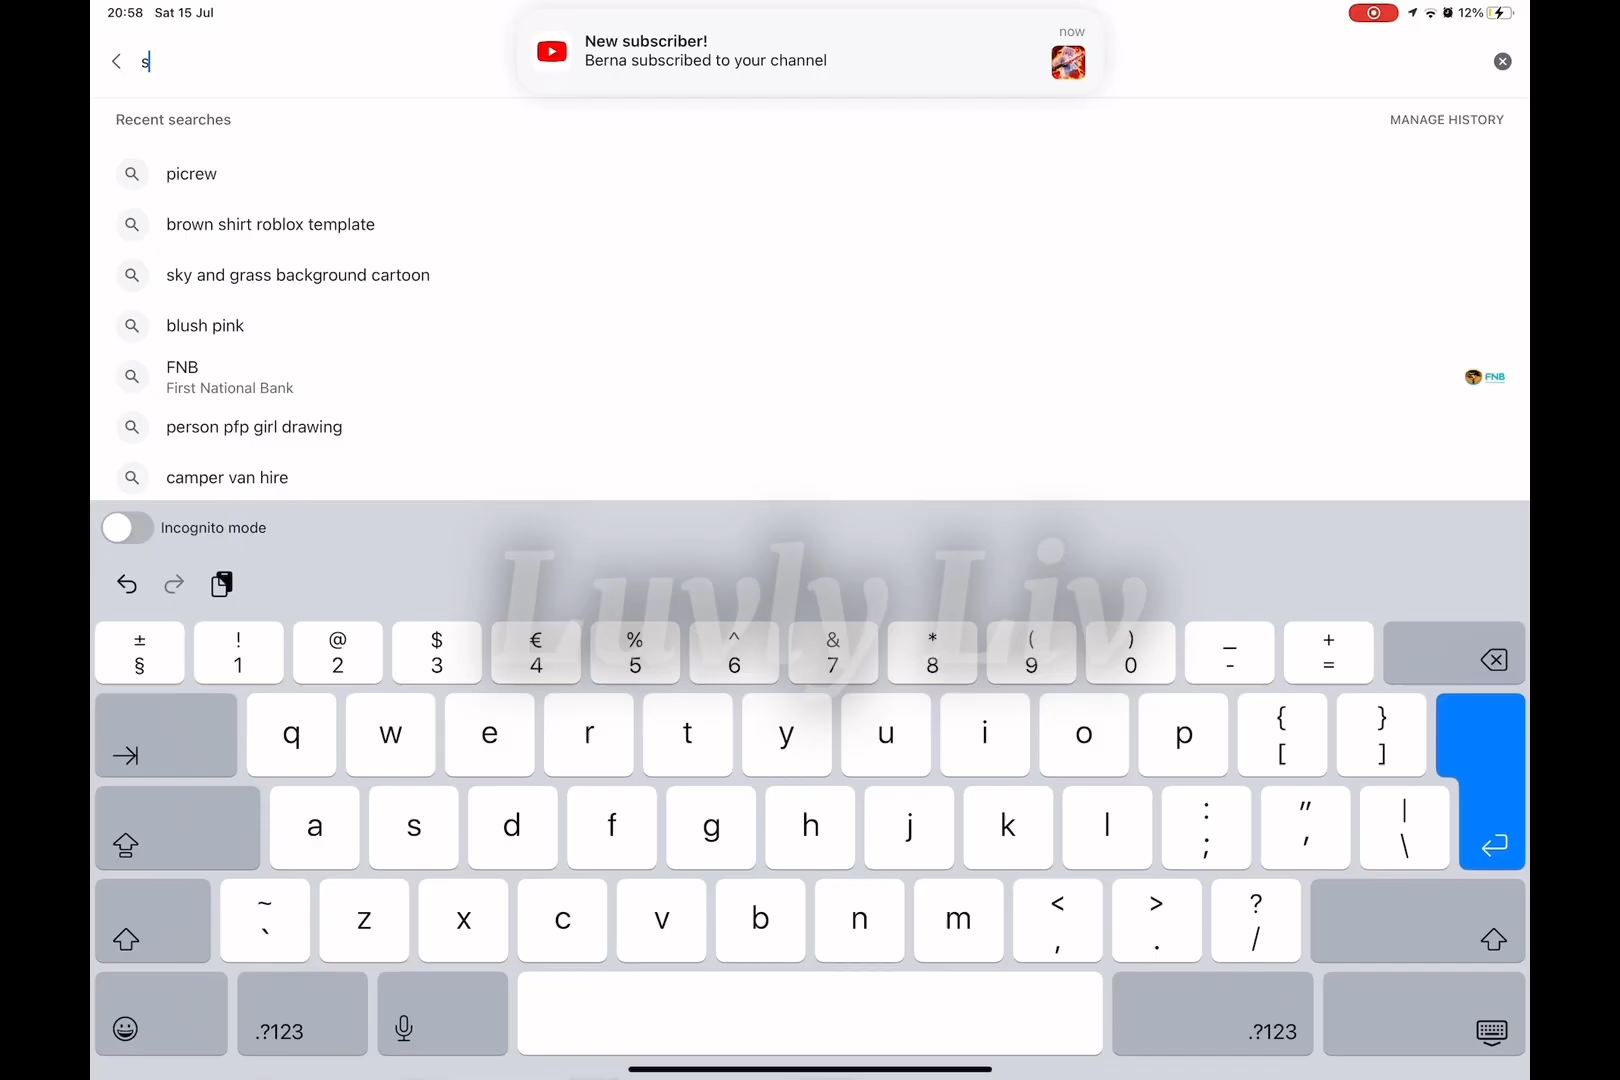 20:58 Sat 15 Jul
12%
New subscriber!
now
Berna subscribed to your channel
s
Recent searches
MANAGE HISTORY
picrew
brown shirt roblox template
sky and grass background cartoon
blush pink
FNB
First National Bank
FNB
person pfp girl drawing
camper van hire
Incognito mode
Luvly Liv
± ! @ $ € % ^ & * ( ) _ +
§ 1 2 3 4 5 6 7 8 9 0 - =
q w e r t y u i o p { }
[ ]
a s d f g h j k l : " |
; ' \
~ z x c v b n m < > ?
` , . /
.?123 .?123